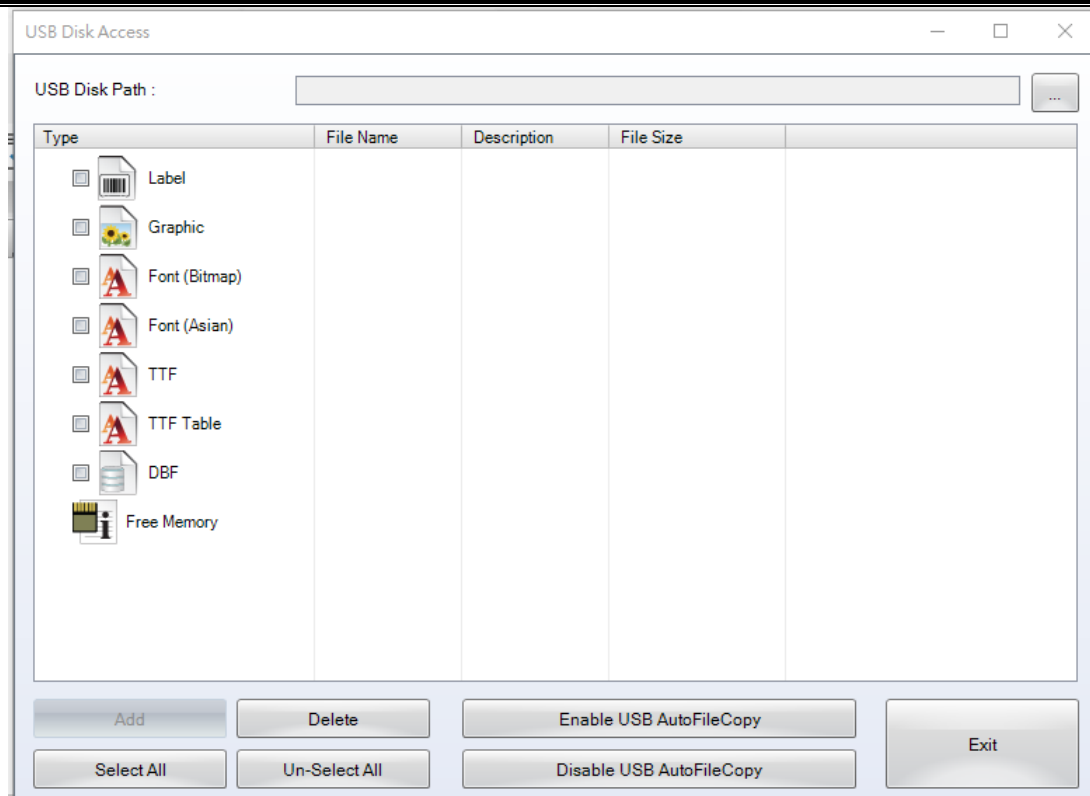 USB Disk Access
USB Disk Path :
...
Type File Name Description File Size
Label
Graphic
Font (Bitmap)
Font (Asian)
TTF
TTF Table
DBF
Free Memory
Add Delete Enable USB AutoFileCopy
Exit
Select All Un-Select All Disable USB AutoFileCopy